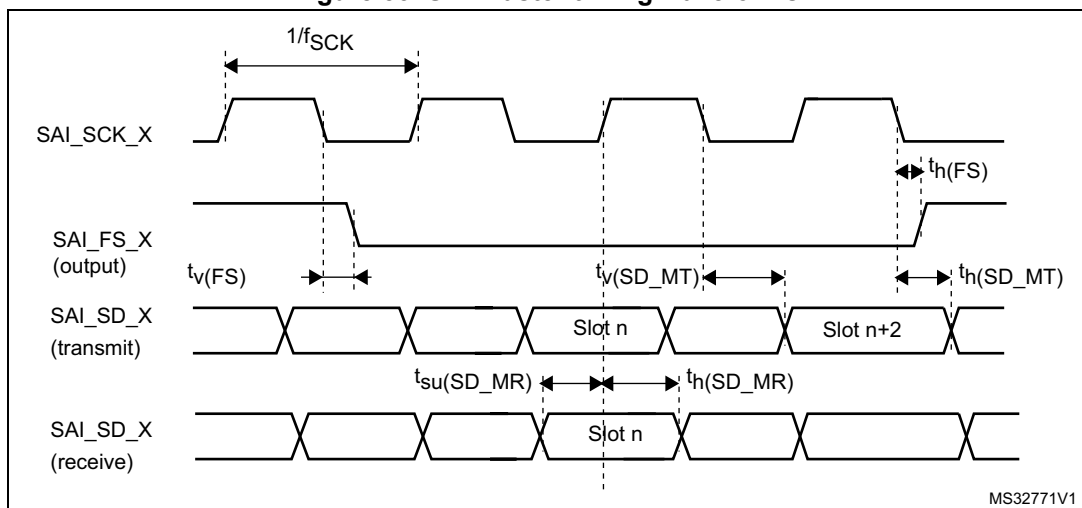 1/fSCK
SAI_SCK_X
th(FS)
SAI_FS_X
(output)
tv(FS)
tv(SD_MT)
th(SD_MT)
SAI_SD_X
(transmit)
Slot n
Slot n+2
tsu(SD_MR)
th(SD_MR)
SAI_SD_X
(receive)
Slot n
MS32771V1